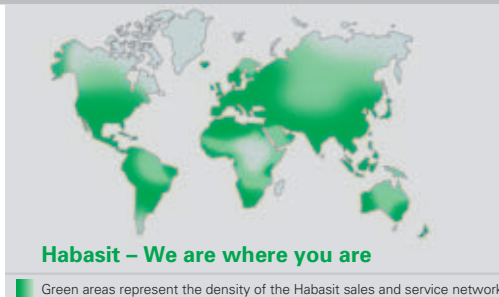 Habasit – We are where you are
Green areas represent the density of the Habasit sales and service network